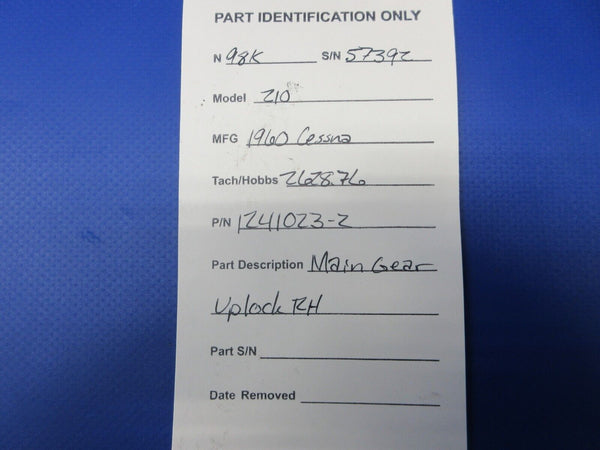 PART IDENTIFICATION ONLY
N 98K S/N 57392
Model 210
MFG 1960 Cessna
Tach/Hobbs 2628.76
P/N 1241023-2
Part Description Main Gear
Uplock RH
Part S/N
Date Removed